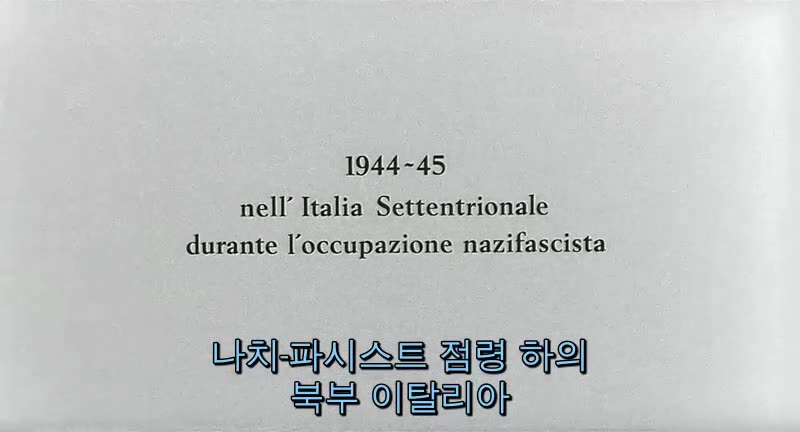 1944-45
nell´ Italia Settentrionale
durante l´occupazione nazifascista
나치-파시스트 점령 하의
북부 이탈리아